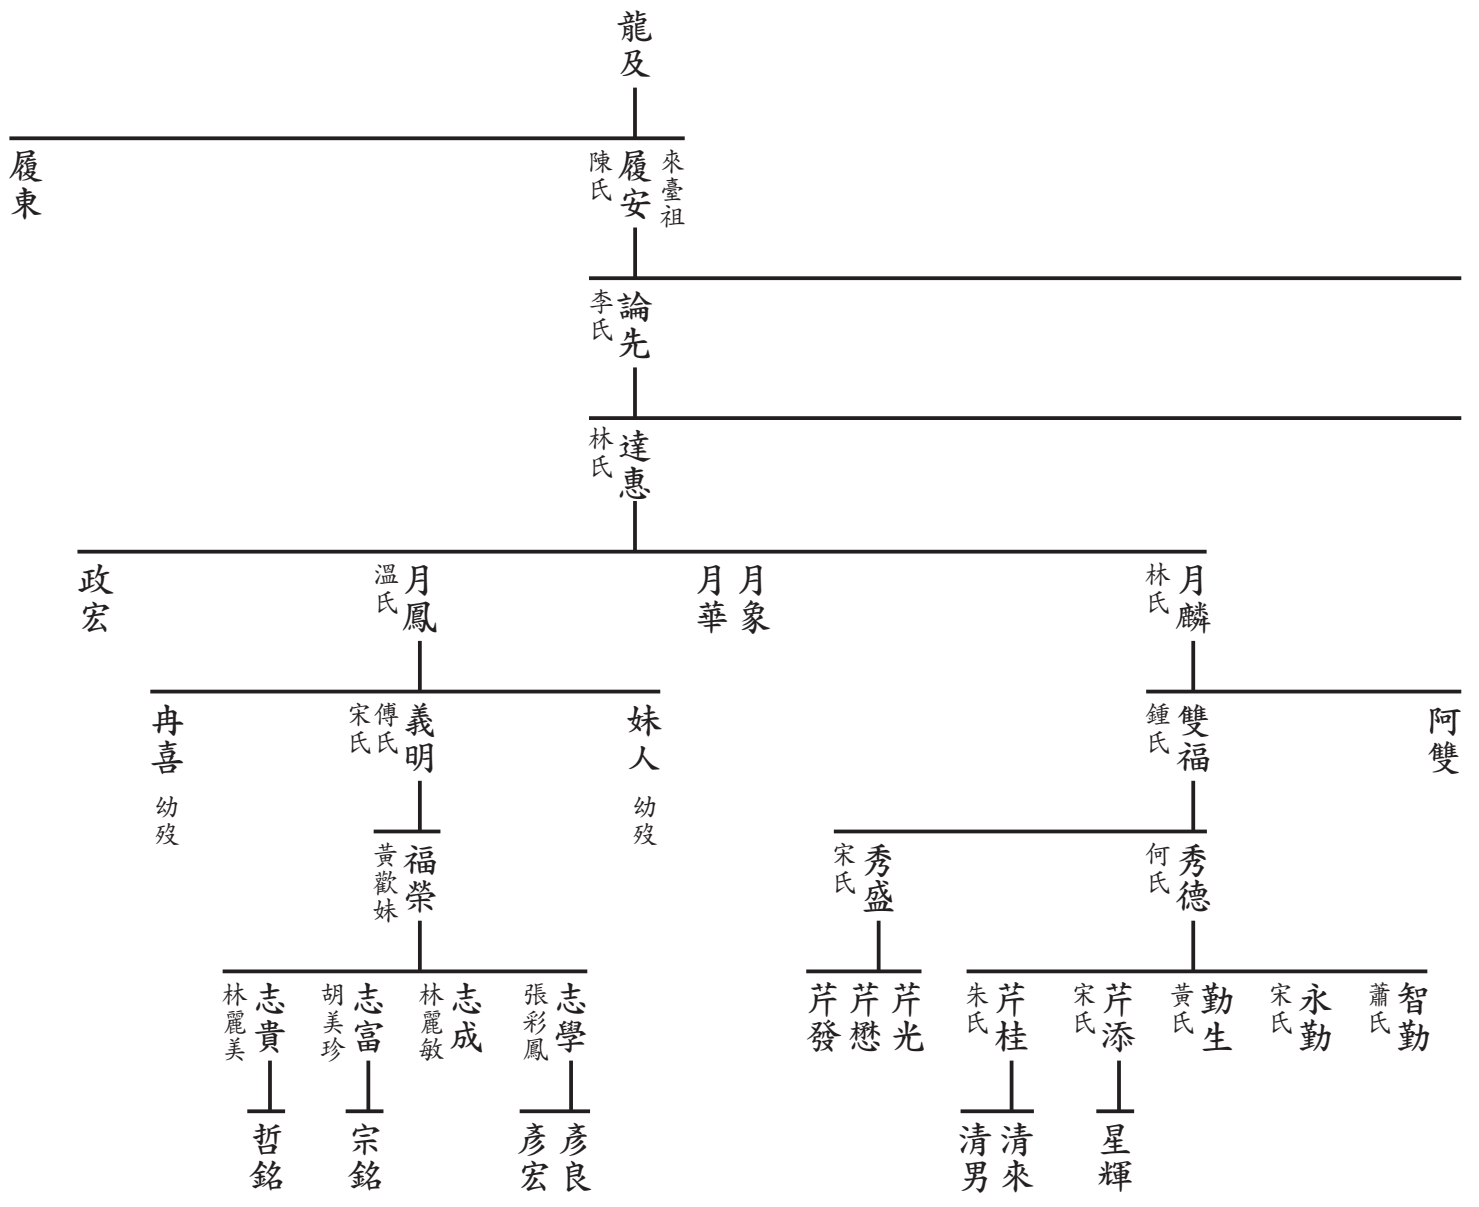 龍及
來臺祖
履安
陳氏
履東
論先
李氏
達惠
林氏
月麟
林氏
月象
月華
月鳳
溫氏
政宏
阿雙
雙福
鍾氏
妹人
幼歿
義明
傅氏
宋氏
冉喜
幼歿
秀德
何氏
秀盛
宋氏
福榮
黃歡妹
智勤
蕭氏
永勤
宋氏
勤生
黃氏
芹添
宋氏
芹桂
朱氏
芹光
芹懋
芹發
志學
張彩鳳
志成
林麗敏
志富
胡美珍
志貴
林麗美
星輝
清來
清男
彥良
彥宏
宗銘
哲銘